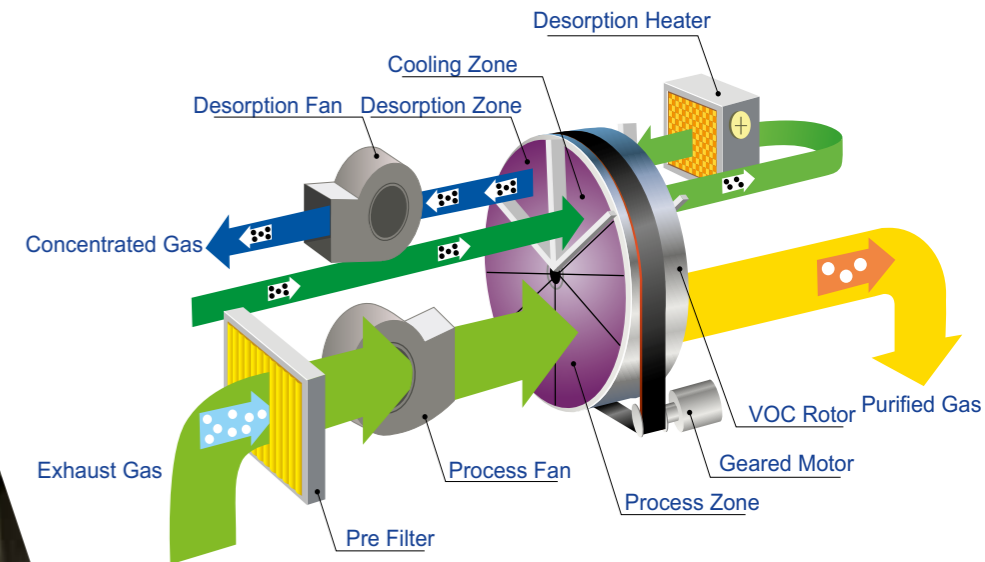 Desorption Heater
Cooling Zone
Desorption Fan
Desorption Zone
Concentrated Gas
Exhaust Gas
Process Fan
VOC Rotor
Purified Gas
Geared Motor
Process Zone
Pre Filter